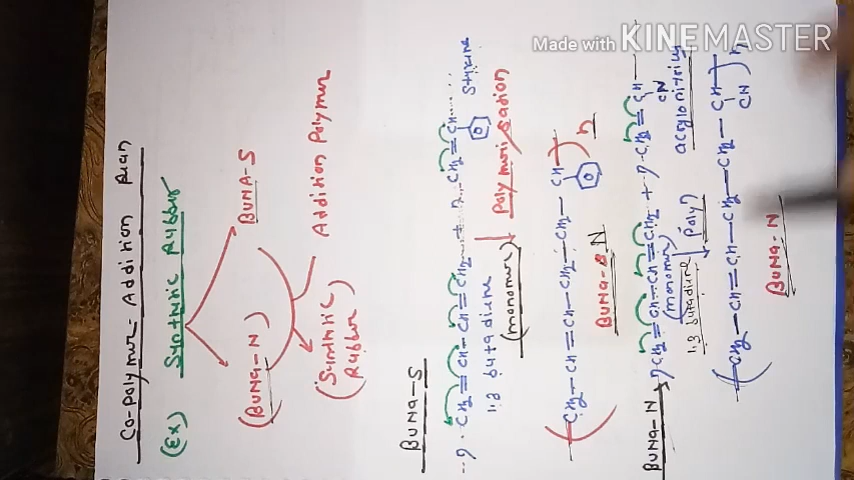 Made with KINEMASTER
Co-polymer - Addition Rxan
(Ex) Synthetic Rubber
(BUNA-N) BUNA-S
(Synthetic Rubber) Addition Polymer
BUNA-S
n. CH2=CH-CH=CH2 n. CH2=CH
1,3 butadiene Styrene
(monomer) Polymerisation
CH2-CH=CH-CH2-CH2-CH n
BUNa-S N
BUNa-N n CH2=CH-CH=CH2 + n CH2=CH
CN
(monomer) acrylonitrile
1,3 butadiene Poly n
(CH2-CH=CH-CH2-CH2-CH)n
CN
BUNa-N